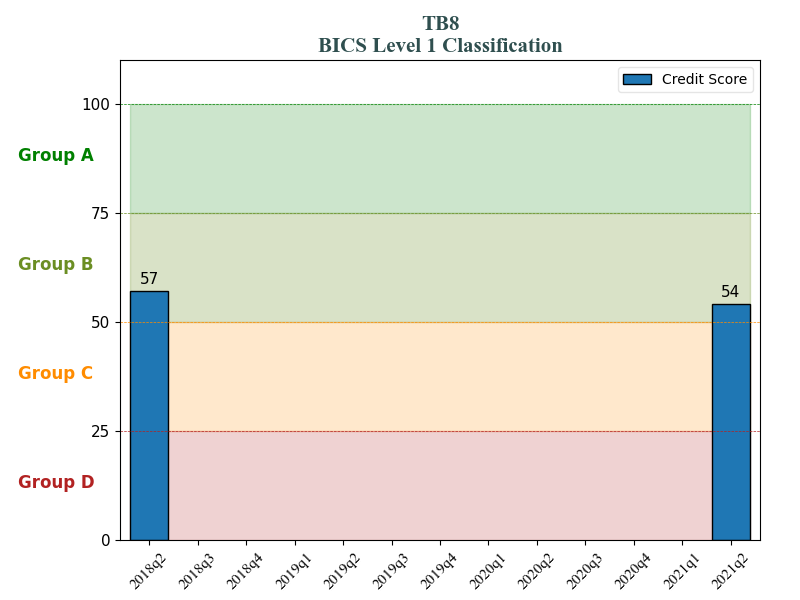 TB8
BICS Level 1 Classification
Credit Score
100
Group A
75
Group B
57
54
50
Group C
25
Group D
0
2018q2
2018q3
2018q4
2019q1
2019q2
2019q3
2019q4
2020q1
2020q2
2020q3
2020q4
2021q1
2021q2